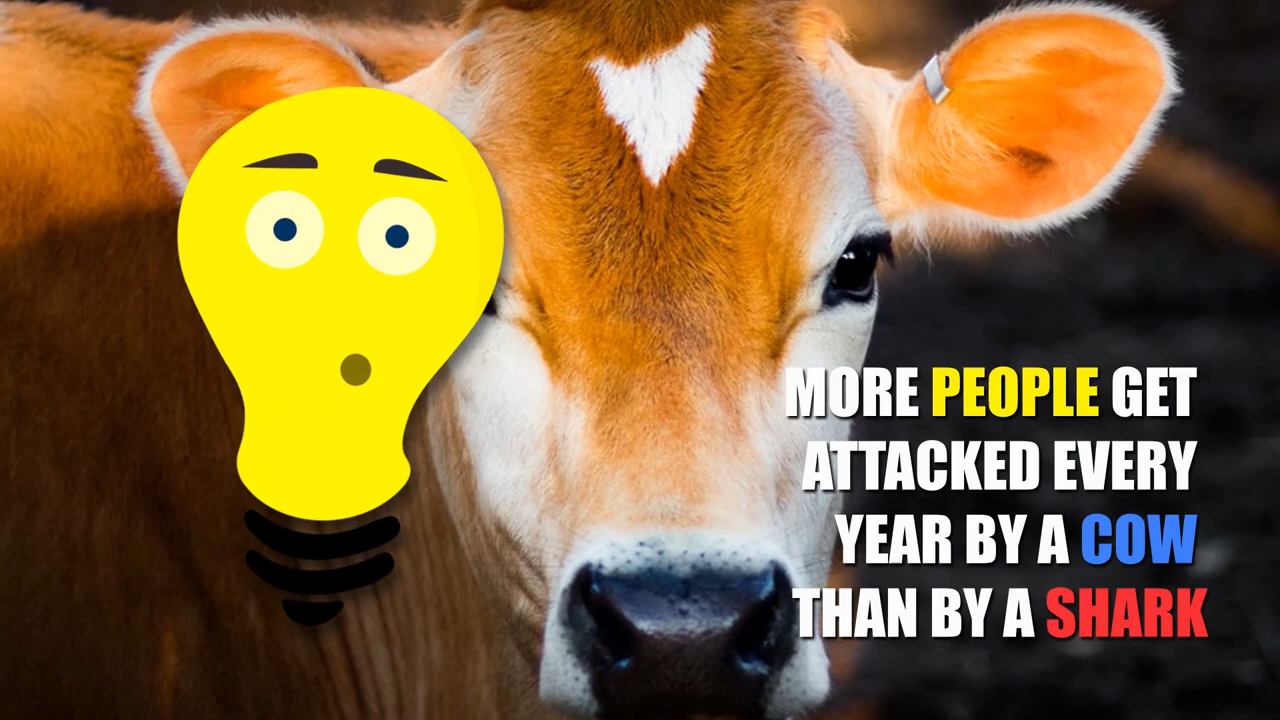 MORE PEOPLE GET
ATTACKED EVERY
YEAR BY A COW
THAN BY A SHARK